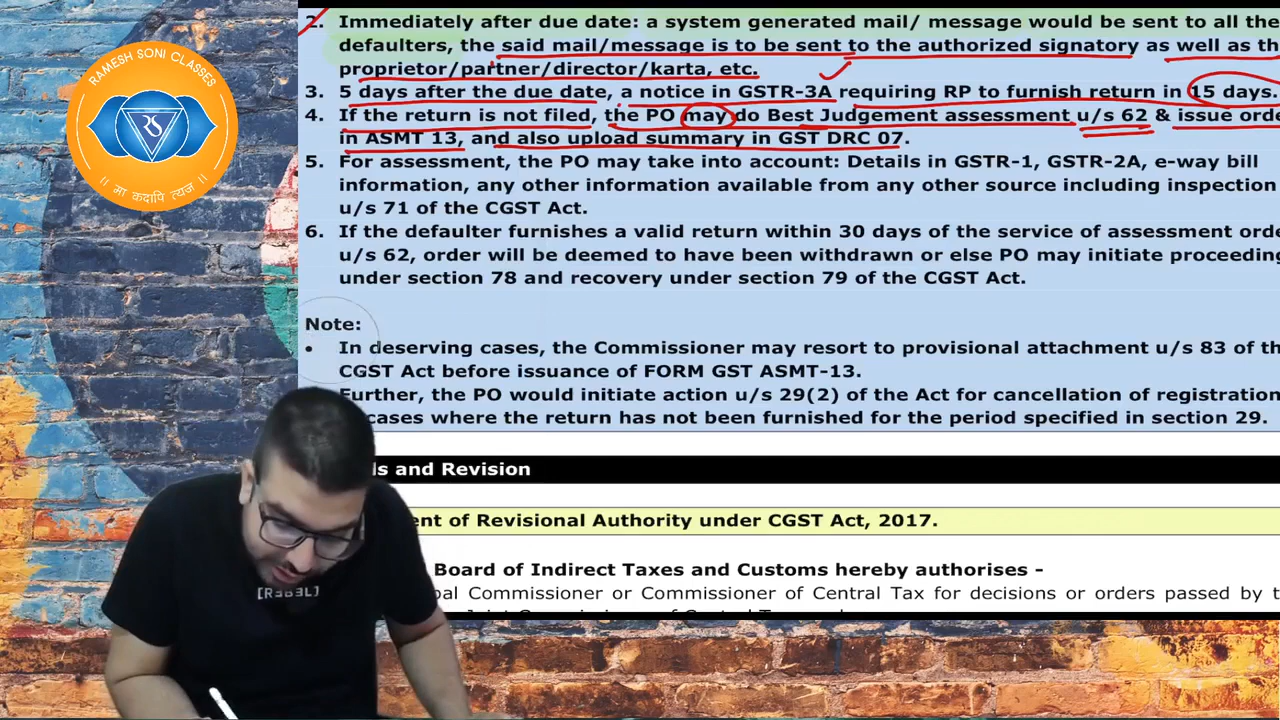 RAMESH SONI CLASSES
RS
॥ मा कदापि त्यज ॥
2. Immediately after due date: a system generated mail/ message would be sent to all the
defaulters, the said mail/message is to be sent to the authorized signatory as well as th
proprietor/partner/director/karta, etc.
3. 5 days after the due date, a notice in GSTR-3A requiring RP to furnish return in 15 days.
4. If the return is not filed, the PO may do Best Judgement assessment u/s 62 & issue orde
in ASMT 13, and also upload summary in GST DRC 07.
5. For assessment, the PO may take into account: Details in GSTR-1, GSTR-2A, e-way bill
information, any other information available from any other source including inspection
u/s 71 of the CGST Act.
6. If the defaulter furnishes a valid return within 30 days of the service of assessment orde
u/s 62, order will be deemed to have been withdrawn or else PO may initiate proceeding
under section 78 and recovery under section 79 of the CGST Act.
Note:
• In deserving cases, the Commissioner may resort to provisional attachment u/s 83 of th
CGST Act before issuance of FORM GST ASMT-13.
Further, the PO would initiate action u/s 29(2) of the Act for cancellation of registration
cases where the return has not been furnished for the period specified in section 29.
ls and Revision
ent of Revisional Authority under CGST Act, 2017.
Board of Indirect Taxes and Customs hereby authorises -
pal Commissioner or Commissioner of Central Tax for decisions or orders passed by t
[REBEL]